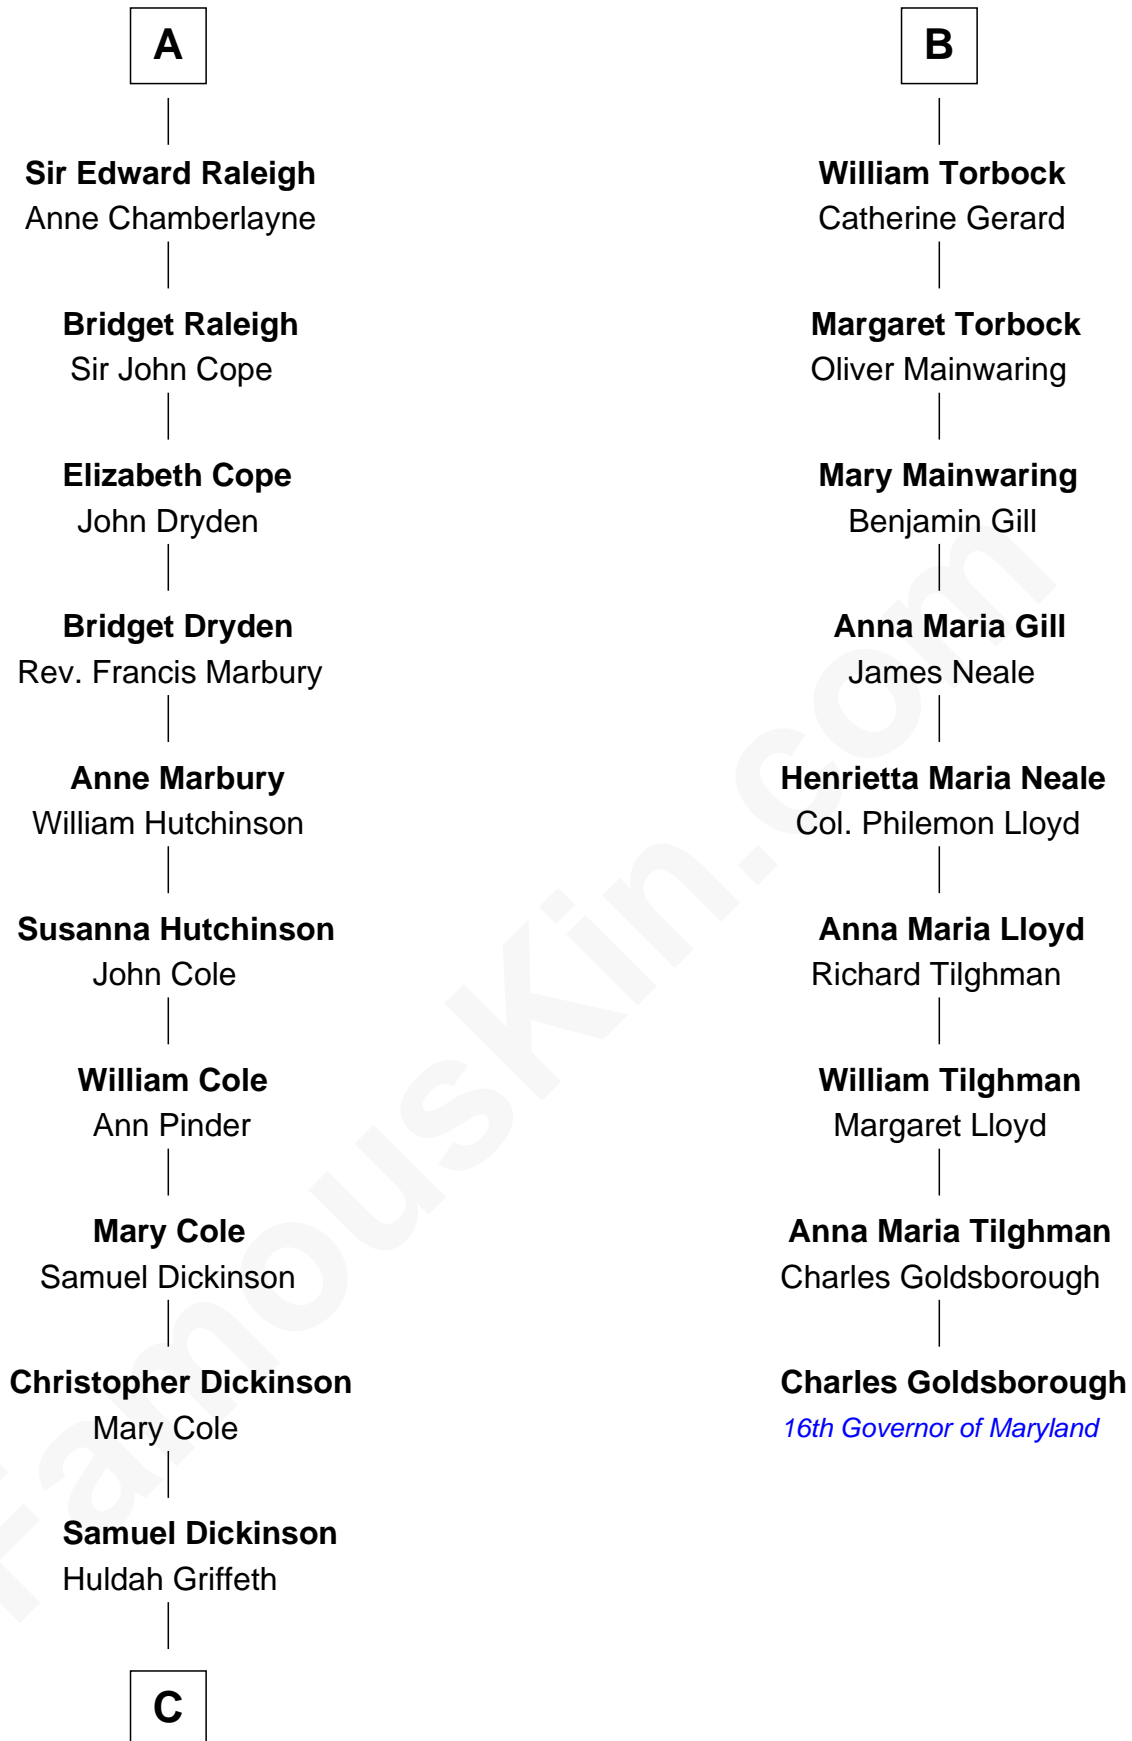 A
Sir Edward Raleigh
Anne Chamberlayne
Bridget Raleigh
Sir John Cope
Elizabeth Cope
John Dryden
Bridget Dryden
Rev. Francis Marbury
Anne Marbury
William Hutchinson
Susanna Hutchinson
John Cole
William Cole
Ann Pinder
Mary Cole
Samuel Dickinson
Christopher Dickinson
Mary Cole
Samuel Dickinson
Huldah Griffeth
C
B
William Torbock
Catherine Gerard
Margaret Torbock
Oliver Mainwaring
Mary Mainwaring
Benjamin Gill
Anna Maria Gill
James Neale
Henrietta Maria Neale
Col. Philemon Lloyd
Anna Maria Lloyd
Richard Tilghman
William Tilghman
Margaret Lloyd
Anna Maria Tilghman
Charles Goldsborough
Charles Goldsborough
16th Governor of Maryland
FamousKin.com